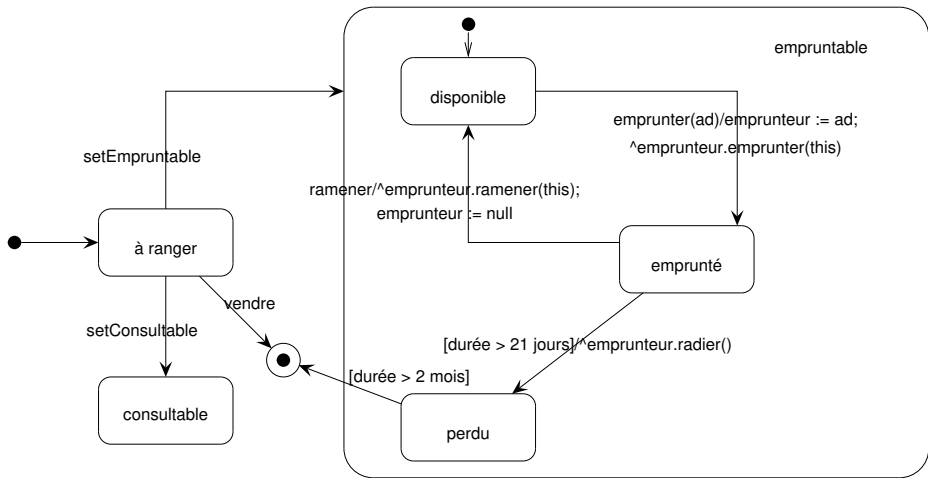 empruntable
disponible
emprunter(ad)/emprunteur := ad;
^emprunteur.emprunter(this)
setEmpruntable
ramener/^emprunteur.ramener(this);
emprunteur := null
à ranger
emprunté
vendre
setConsultable
[durée > 21 jours]/^emprunteur.radier()
[durée > 2 mois]
consultable
perdu